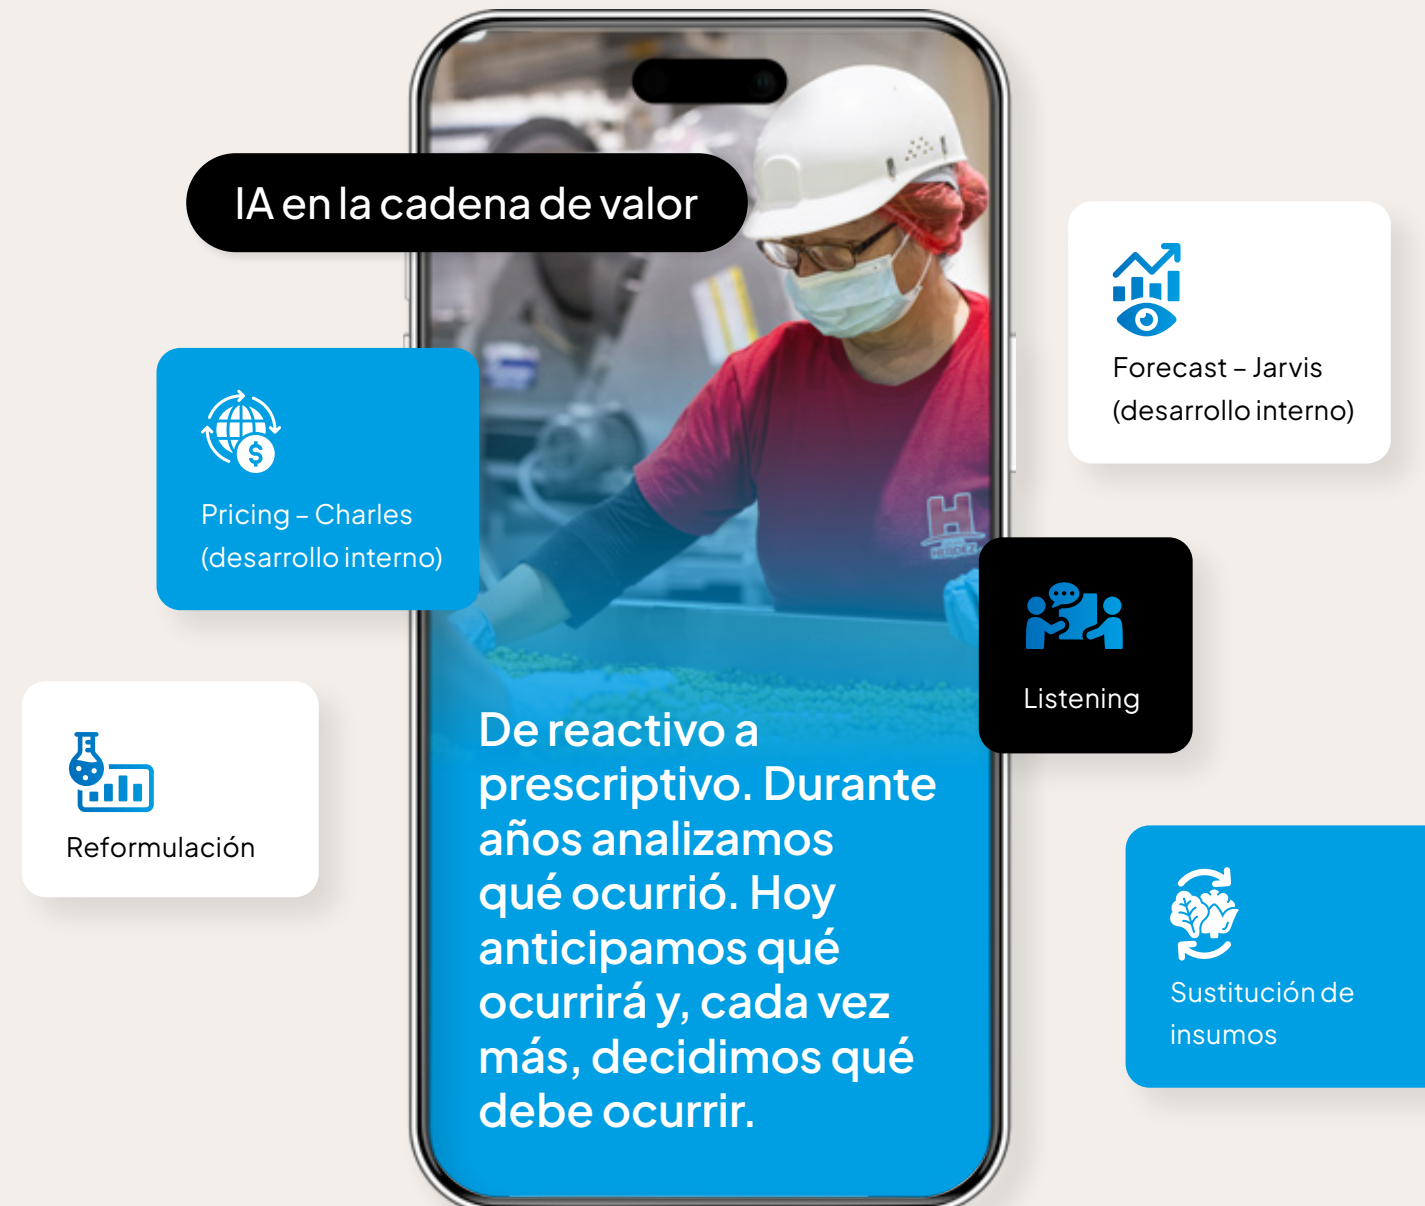 IA en la cadena de valor
Pricing – Charles
(desarrollo interno)
Forecast – Jarvis
(desarrollo interno)
Listening
Reformulación
Sustitución de
insumos
HERDEZ
De reactivo a
prescriptivo. Durante
años analizamos
qué ocurrió. Hoy
anticipamos qué
ocurrirá y, cada vez
más, decidimos qué
debe ocurrir.